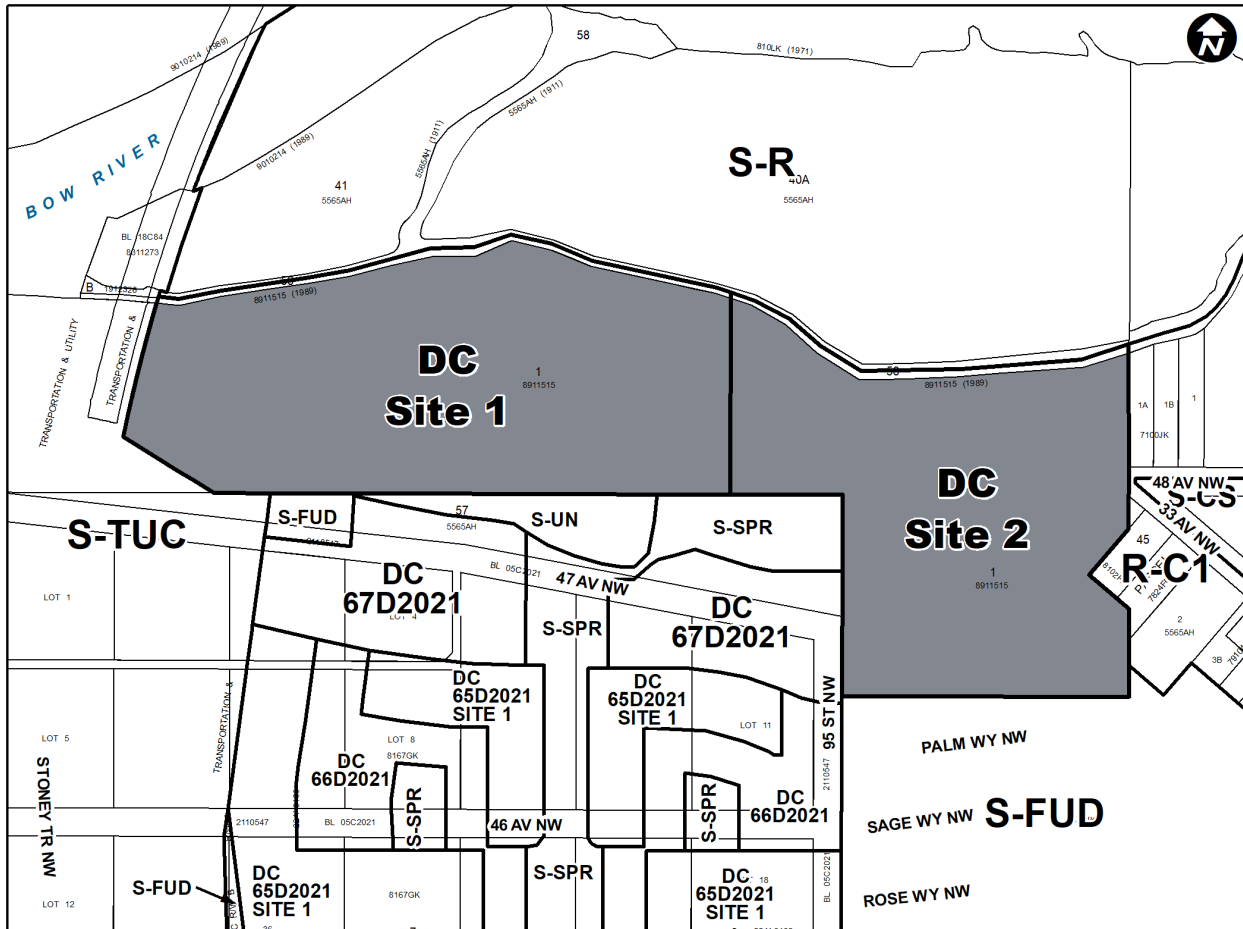 N
58
9010214 (1989)
810LK (1971)
5565AH (1911)
5565AH (1911)
9010214 (1989)
BOW RIVER
S-R
40A
5565AH
41
5565AH
BL 18C84
8311273
B
58
8911515 (1989)
TRANSPORTATION & UTILITY
TRANSPORTATION &
DC
Site 1
1
8911515
58
8911515 (1989)
1A
1B
1
7100JK
DC
Site 2
1
8911515
48 AV NW
S-CS
33 AV NW
45
R-C1
2
5565AH
3B
S-TUC
S-FUD
57
5565AH
S-UN
S-SPR
BL 05C2021
47 AV NW
DC
67D2021
LOT 4
DC
67D2021
LOT 1
S-SPR
DC
65D2021
SITE 1
DC
65D2021
SITE 1
LOT 11
95 ST NW
2110547
TRANSPORTATION &
LOT 5
LOT 8
8167GK
DC
66D2021
S-SPR
S-SPR
DC
66D2021
PALM WY NW
STONEY TR NW
2110547
BL 05C2021
46 AV NW
SAGE WY NW
S-FUD
S-SPR
BL 05C2021
S-FUD
DC
65D2021
SITE 1
8167GK
DC
65D2021
SITE 1
18
ROSE WY NW
LOT 12